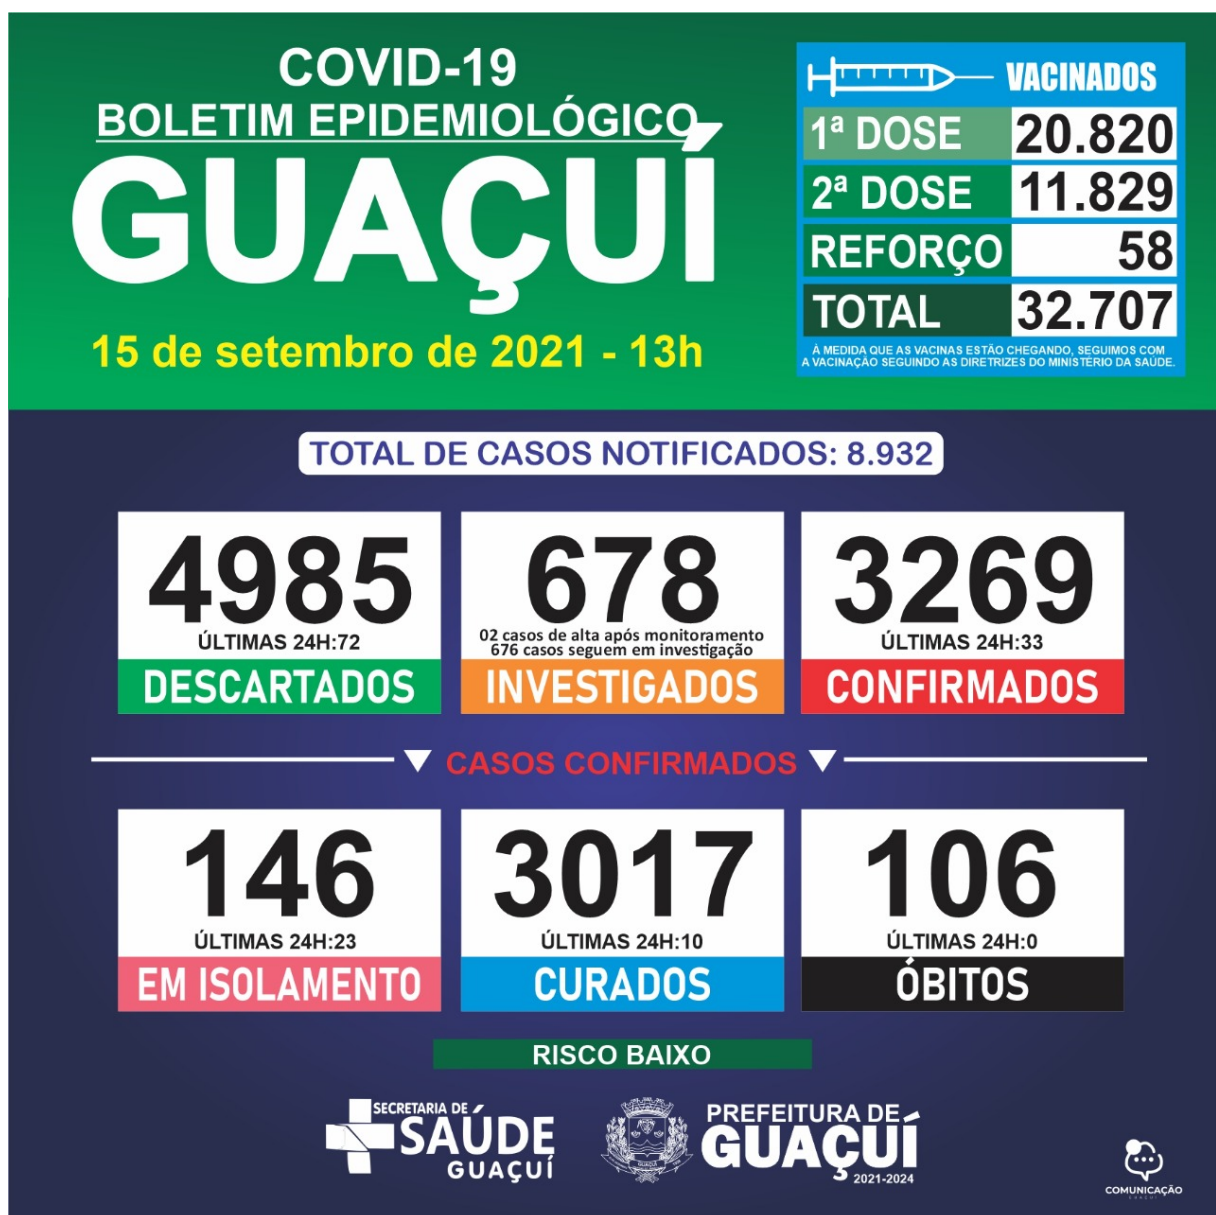 COVID-19
BOLETIM EPIDEMIOLÓGICO
GUAÇUÍ
15 de setembro de 2021 - 13h
VACINADOS
1ª DOSE 20.820
2ª DOSE 11.829
REFORÇO 58
TOTAL 32.707
À MEDIDA QUE AS VACINAS ESTÃO CHEGANDO, SEGUIMOS COM
A VACINAÇÃO SEGUINDO AS DIRETRIZES DO MINISTÉRIO DA SAÚDE.
TOTAL DE CASOS NOTIFICADOS: 8.932
4985
ÚLTIMAS 24H:72
DESCARTADOS
678
02 casos de alta após monitoramento
676 casos seguem em investigação
INVESTIGADOS
3269
ÚLTIMAS 24H:33
CONFIRMADOS
CASOS CONFIRMADOS
146
ÚLTIMAS 24H:23
EM ISOLAMENTO
3017
ÚLTIMAS 24H:10
CURADOS
106
ÚLTIMAS 24H:0
ÓBITOS
RISCO BAIXO
SECRETARIA DE
SAÚDE
GUAÇUÍ
PREFEITURA DE
GUAÇUÍ
2021-2024
COMUNICAÇÃO